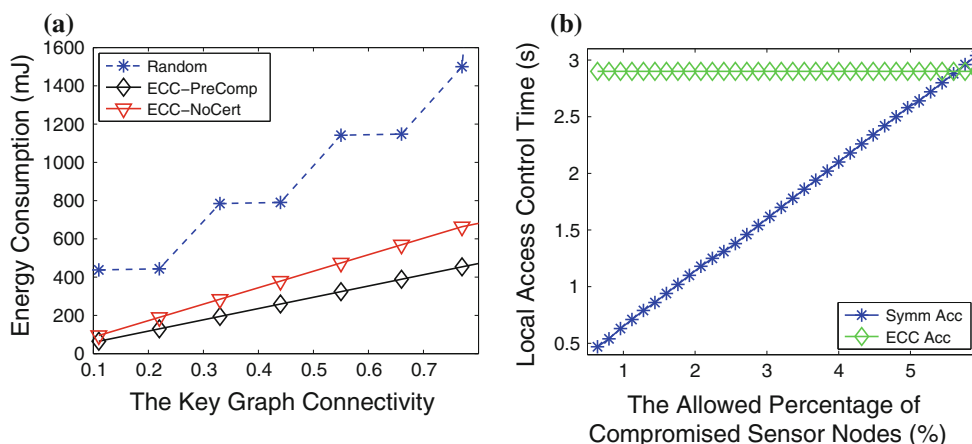 (a)
1600
1400
1200
1000
800
600
400
200
0
Energy Consumption (mJ)
Random
ECC−PreComp
ECC−NoCert
0.1 0.2 0.3 0.4 0.5 0.6 0.7
The Key Graph Connectivity
(b)
3
2.5
2
1.5
1
0.5
Local Access Control Time (s)
Symm Acc
ECC Acc
1 2 3 4 5
The Allowed Percentage of
Compromised Sensor Nodes (%)